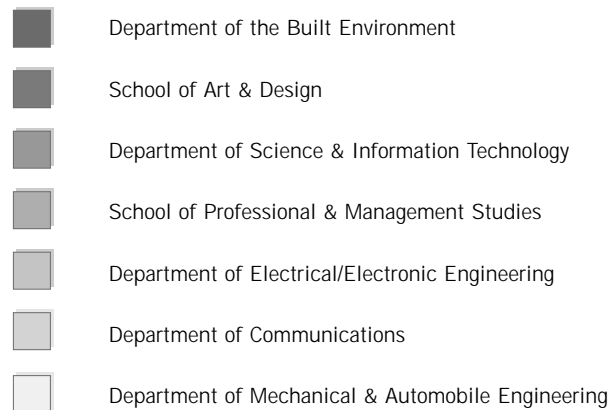 Department of the Built Environment
School of Art & Design
Department of Science & Information Technology
School of Professional & Management Studies
Department of Electrical/Electronic Engineering
Department of Communications
Department of Mechanical & Automobile Engineering